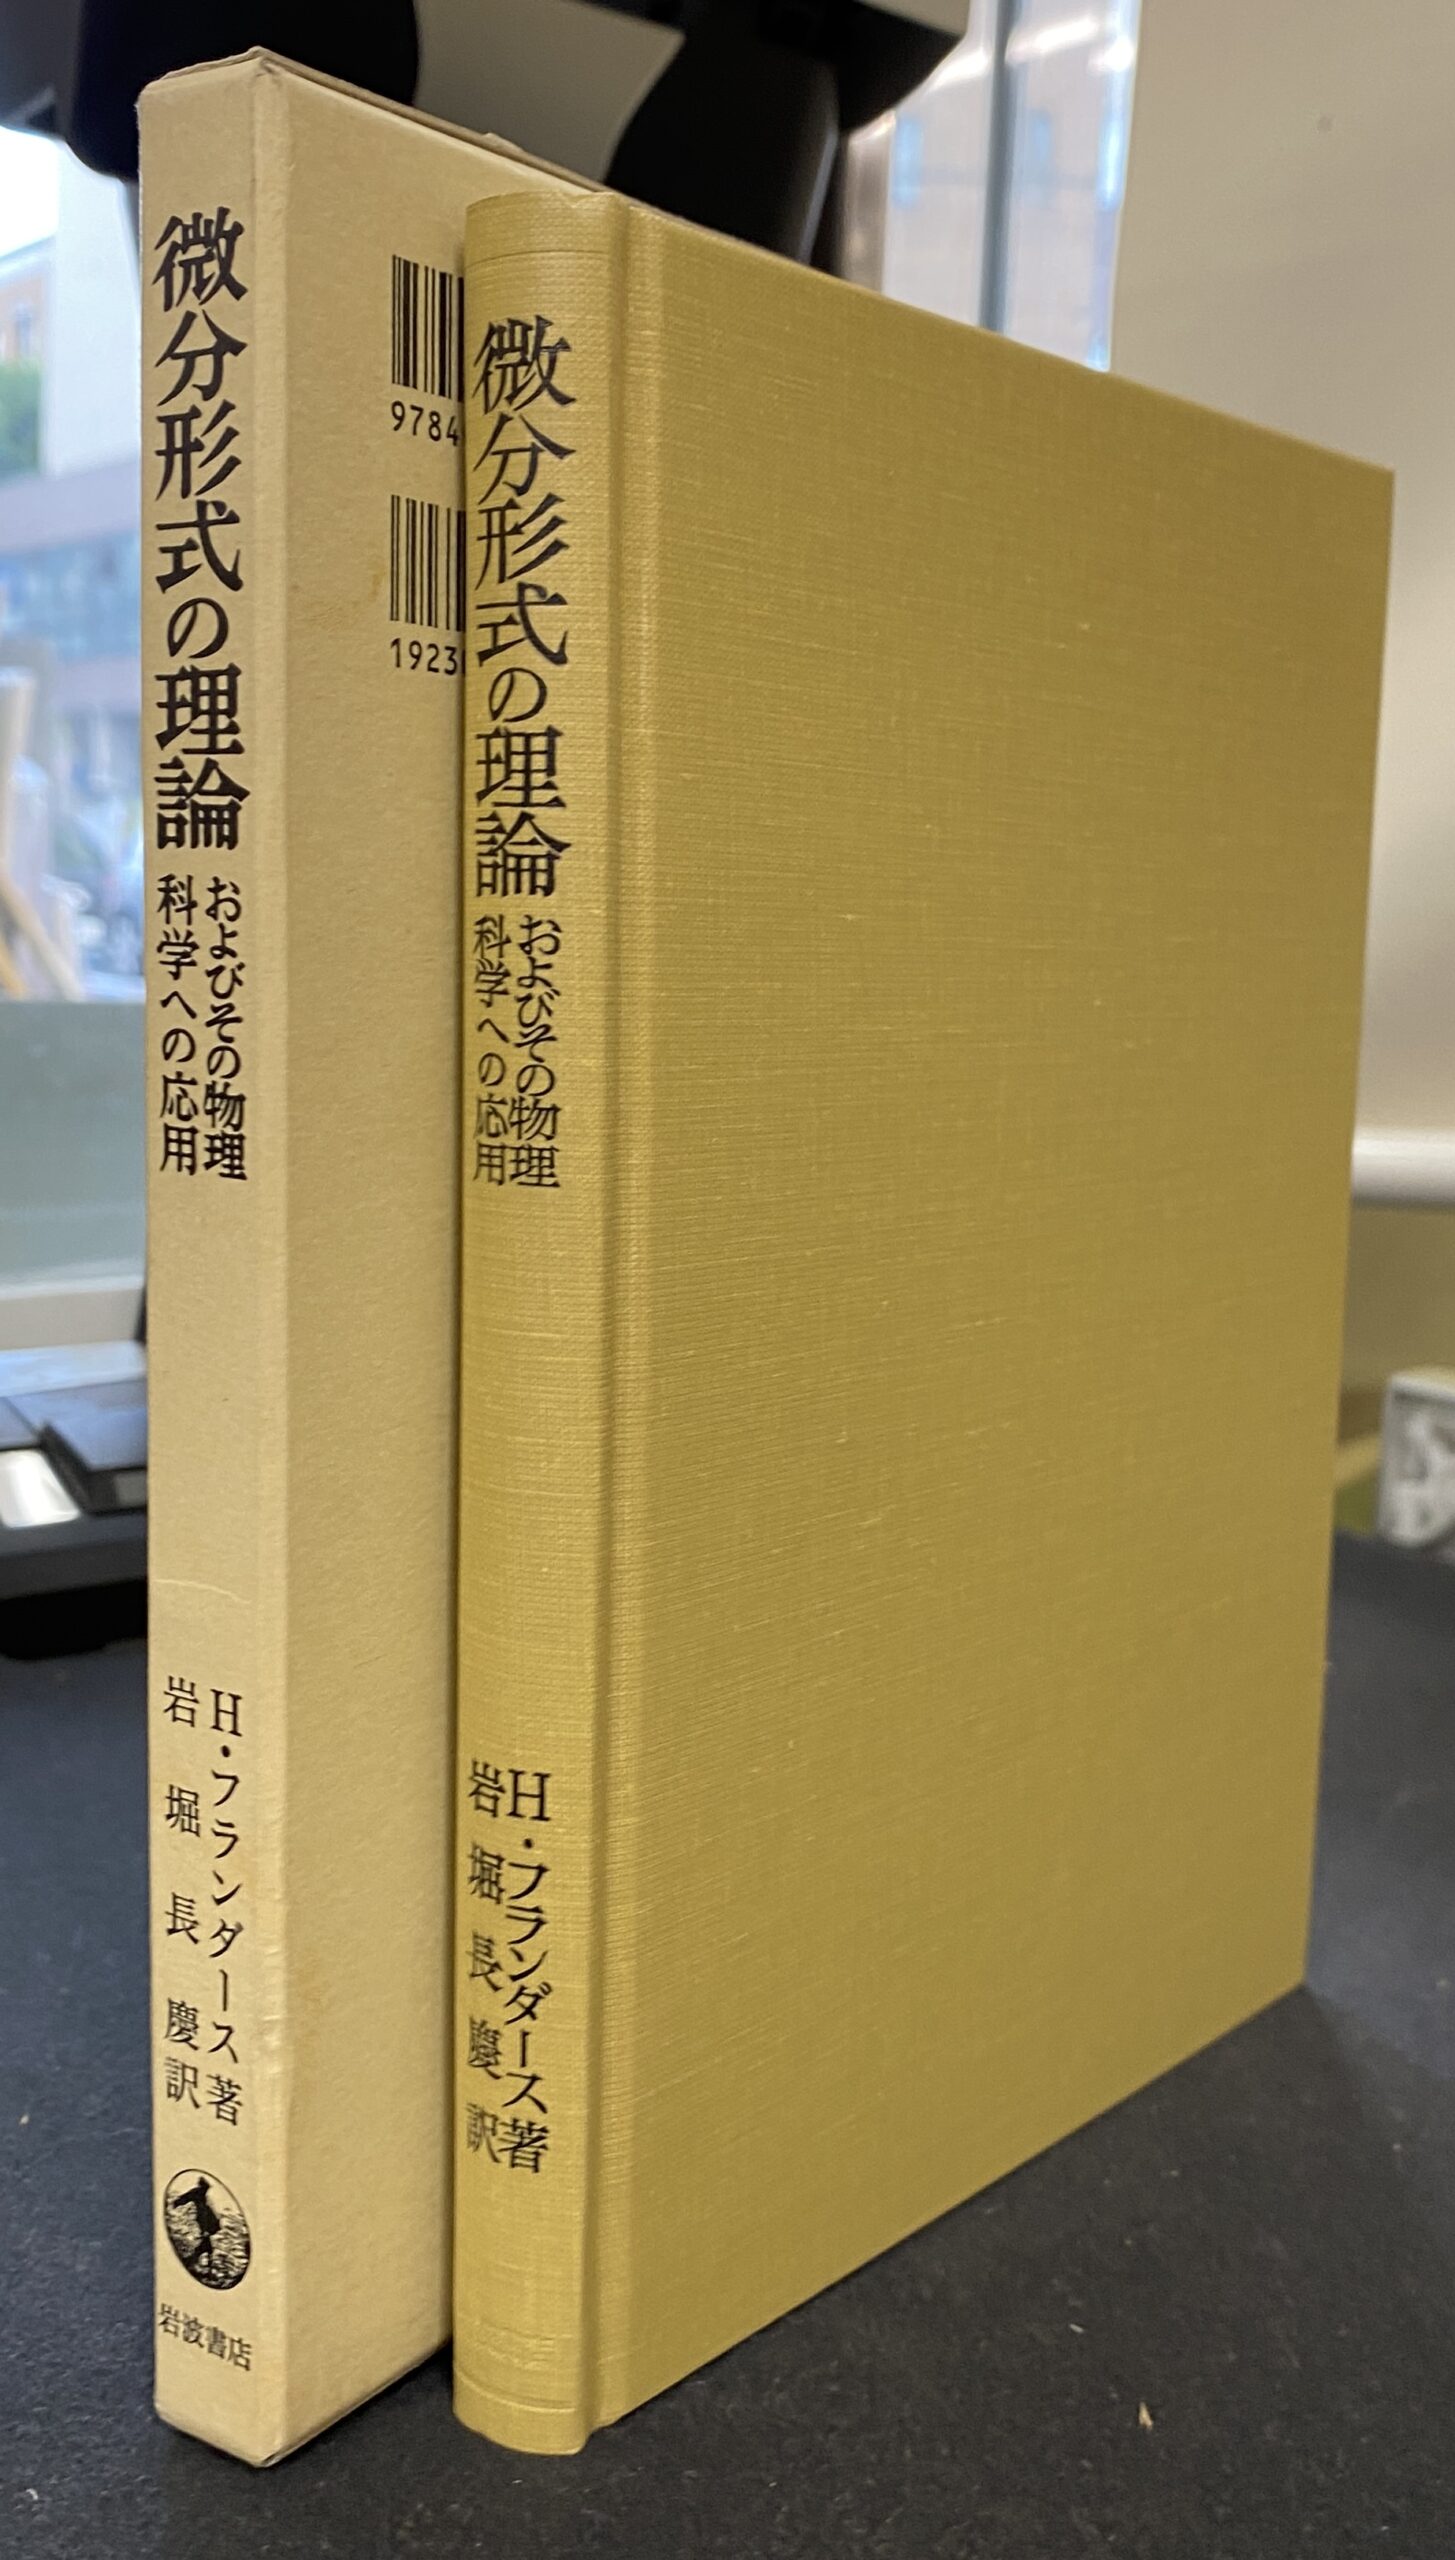 微分形式の理論
およびその物理
科学への応用
H・フランダース著
岩堀長慶訳
岩波書店
9784
1923
微分形式の理論
およびその物理
科学への応用
H・フランダース著
岩堀長慶訳